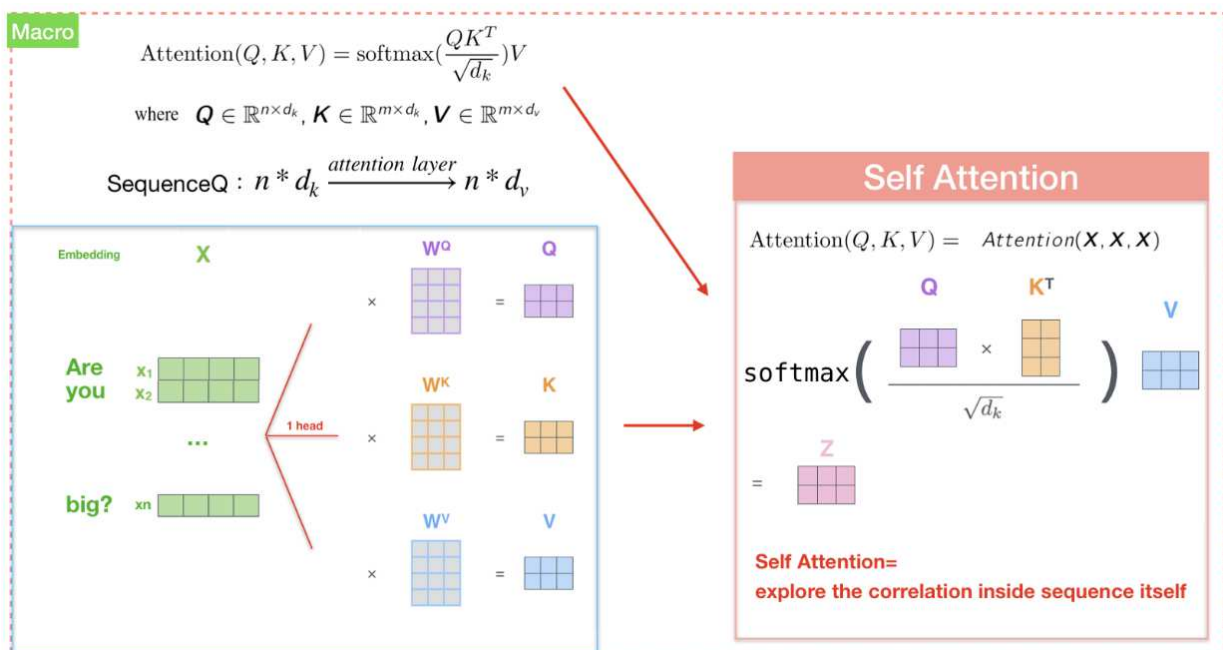 Macro
Attention(Q, K, V) = softmax(QK^T / √d_k)V
where Q ∈ ℝ^{n×d_k}, K ∈ ℝ^{m×d_k}, V ∈ ℝ^{m×d_v}
SequenceQ : n * d_k —attention layer→ n * d_v
Embedding X
W^Q Q
× =
Are x₁
you x₂
...
big? xn
1 head
W^K K
× =
W^V V
× =
Self Attention
Attention(Q, K, V) = Attention(X, X, X)
Q K^T V
softmax( × / √d_k )
Z
=
Self Attention=
explore the correlation inside sequence itself